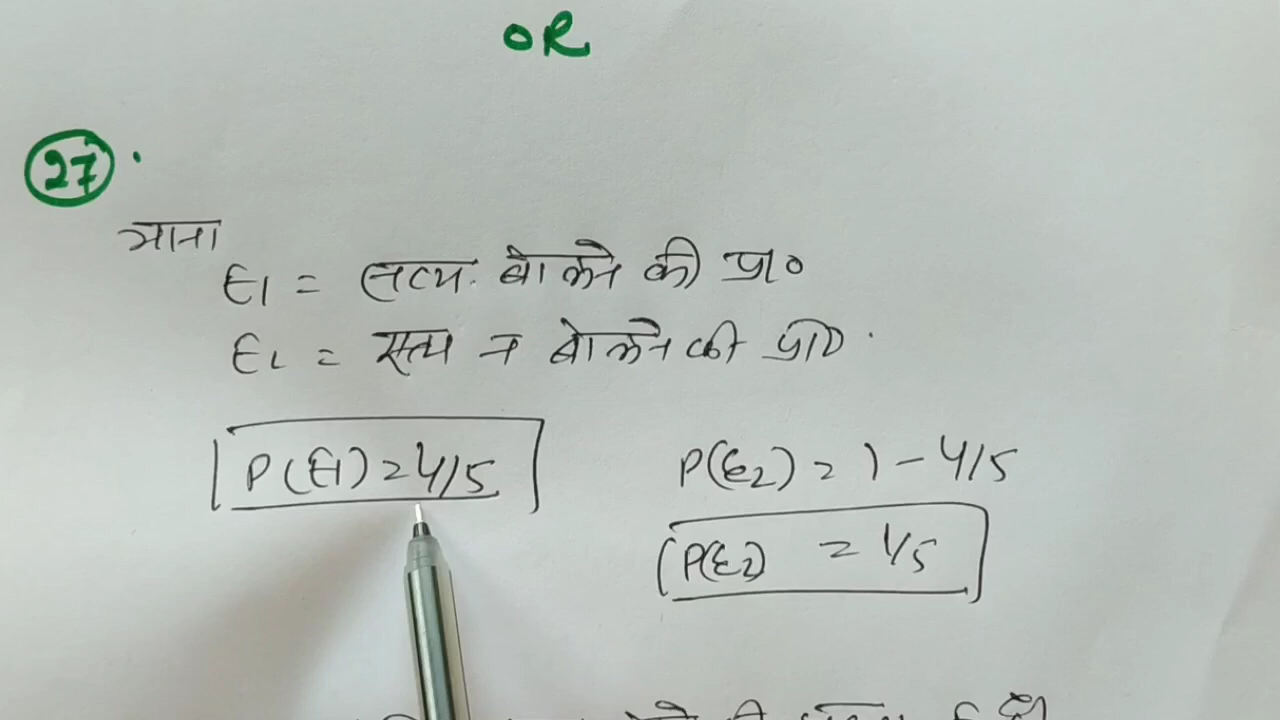 OR
27.
माना
E1 = सत्य बोलने की प्रा०
E2 = सत्य न बोलने की प्रा०.
P(E1) = 4/5
P(E2) = 1 - 4/5
P(E2) = 1/5
की